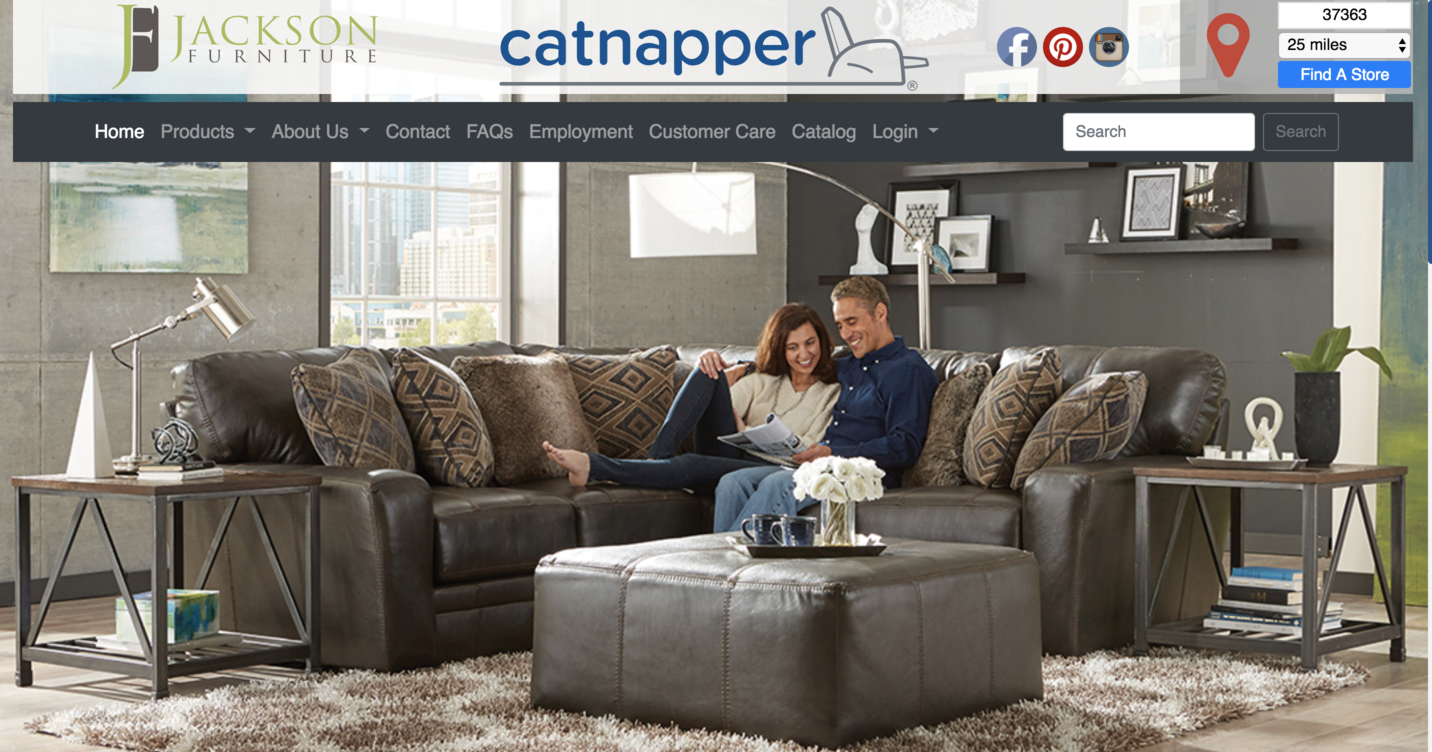 JACKSON
FURNITURE
catnapper®
37363
25 miles
Find A Store
Home Products About Us Contact FAQs Employment Customer Care Catalog Login Search Search